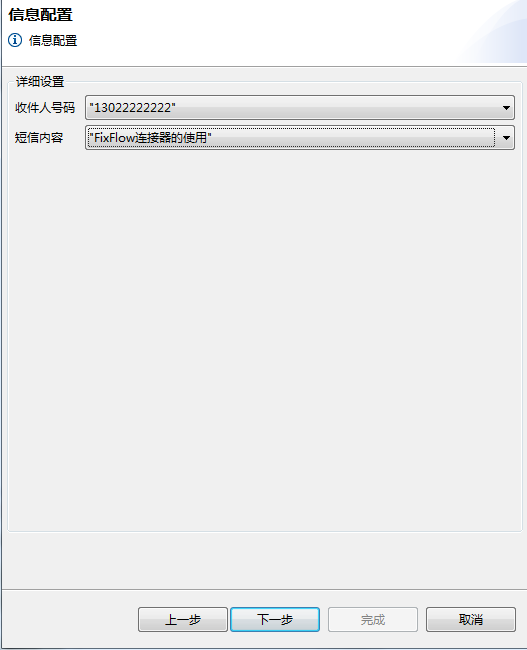 信息配置
信息配置
详细设置
收件人号码 "13022222222"
短信内容 "FixFlow连接器的使用"
上一步 下一步 完成 取消